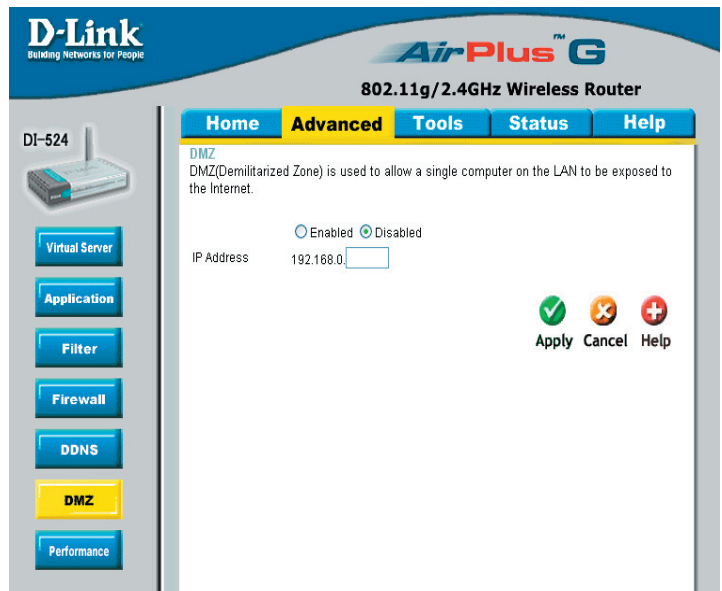 D-Link
Building Networks for People
AirPlus™ G
802.11g/2.4GHz Wireless Router
DI-524
Home
Advanced
Tools
Status
Help
DMZ
DMZ(Demilitarized Zone) is used to allow a single computer on the LAN to be exposed to
the Internet.
Enabled Disabled
IP Address 192.168.0.
Apply Cancel Help
Virtual Server
Application
Filter
Firewall
DDNS
DMZ
Performance